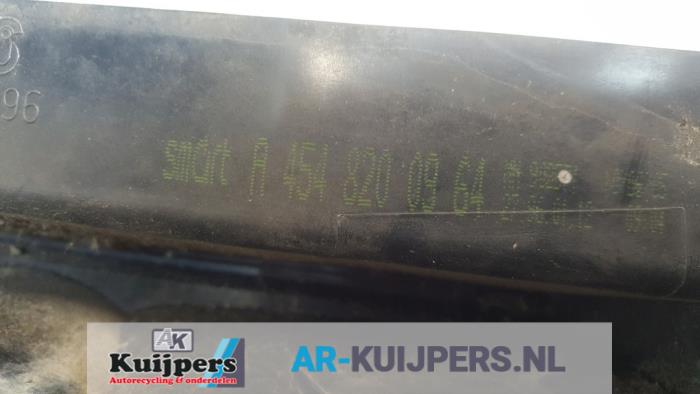 96
smart A 454 820 09 64
AK
Kuijpers
Autorecycling & onderdelen
AR-KUIJPERS.NL